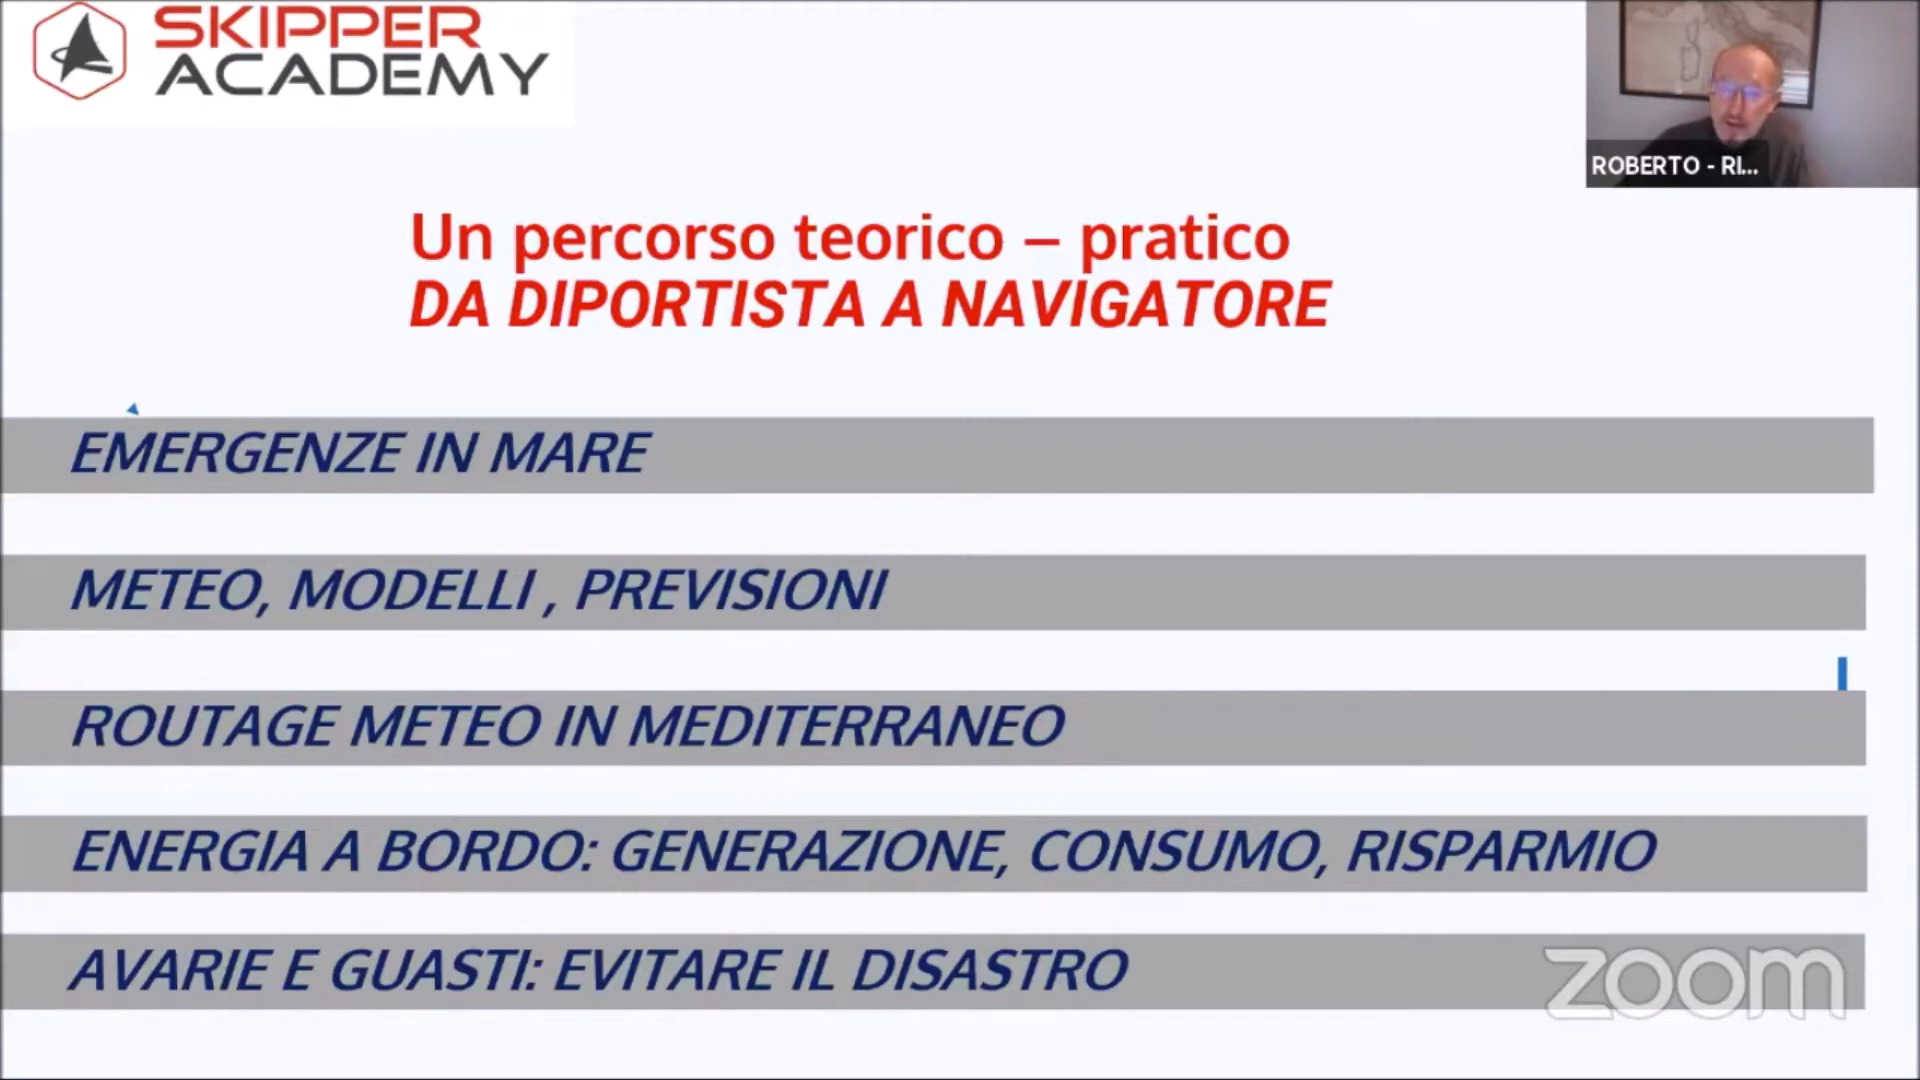 SKIPPER
ACADEMY
ROBERTO - RI...
Un percorso teorico – pratico
DA DIPORTISTA A NAVIGATORE
EMERGENZE IN MARE
METEO, MODELLI , PREVISIONI
ROUTAGE METEO IN MEDITERRANEO
ENERGIA A BORDO: GENERAZIONE, CONSUMO, RISPARMIO
AVARIE E GUASTI: EVITARE IL DISASTRO
zoom